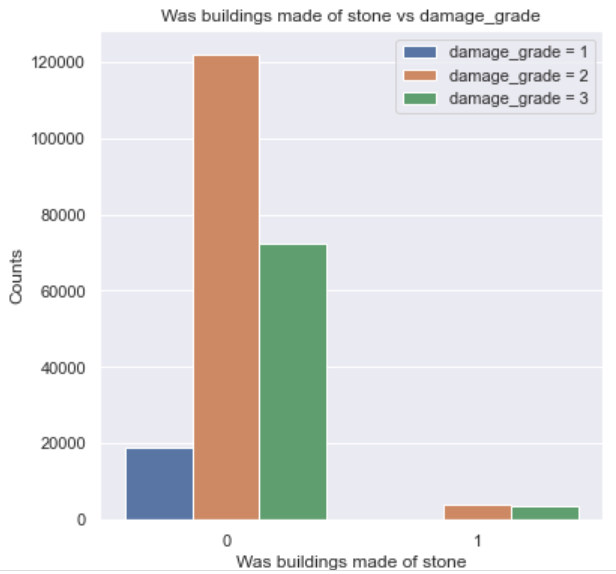 Was buildings made of stone vs damage_grade
damage_grade = 1
damage_grade = 2
damage_grade = 3
120000
100000
80000
60000
40000
20000
0
Counts
0 1
Was buildings made of stone